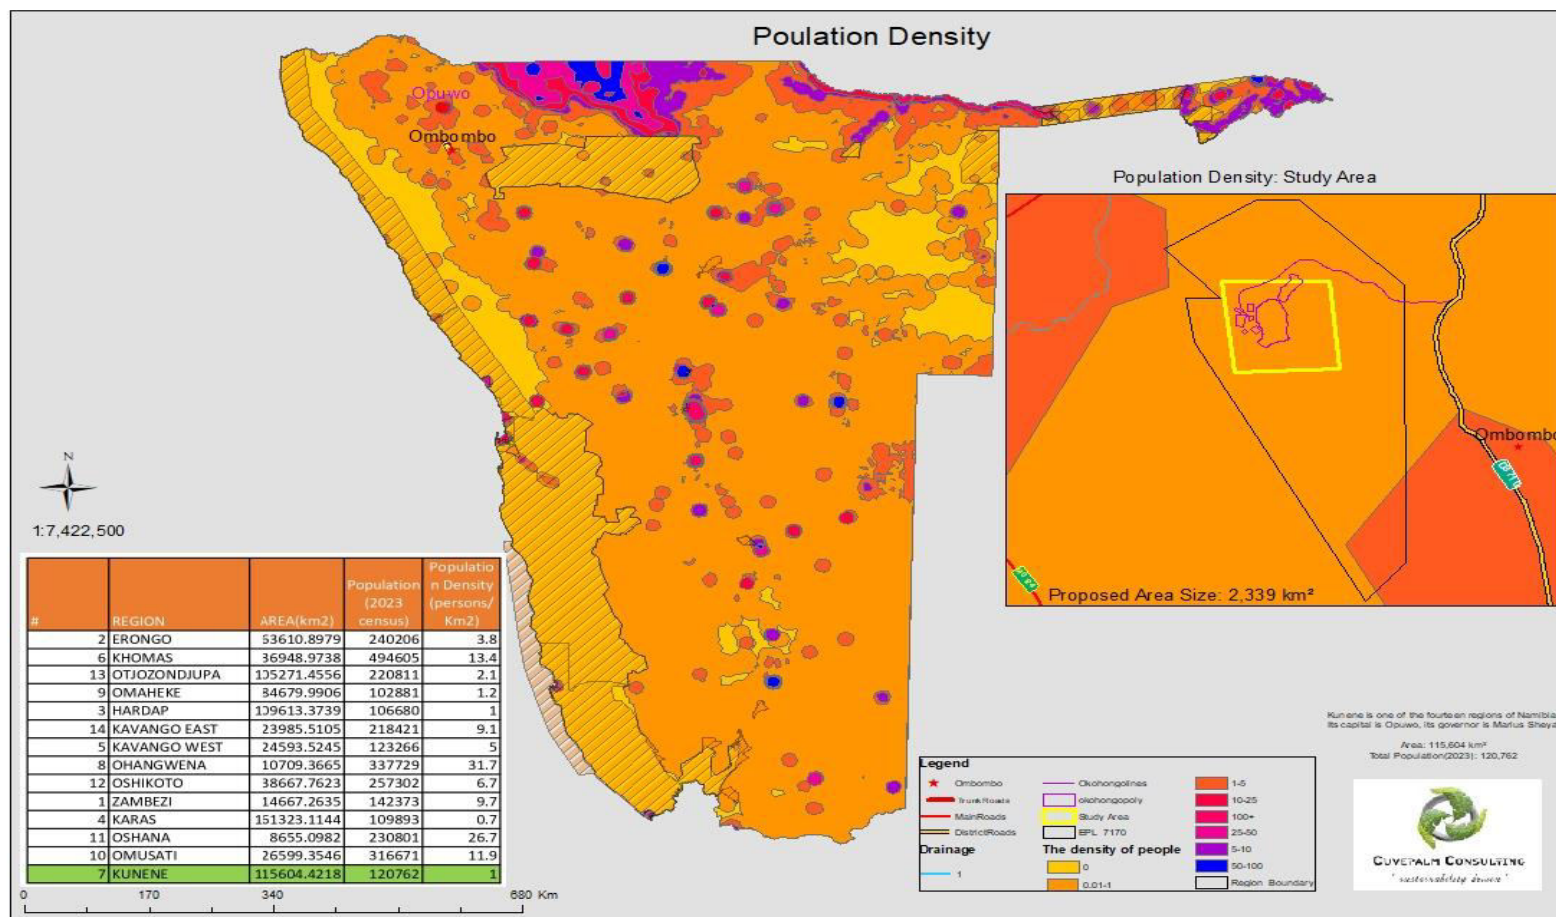 Poulation Density
Opuwo
Ombombo
Population Density: Study Area
Ombombo
Proposed Area Size: 2,339 km²
N
1:7,422,500
# REGION AREA(km2) Population (2023 census) Populatio n Density (persons/ Km2)
2 ERONGO 63610.8979 240206 3.8
6 KHOMAS 36948.9738 494605 13.4
13 OTJOZONDJUPA 105271.4556 220811 2.1
9 OMAHEKE 84679.9906 102881 1.2
3 HARDAP 109613.3739 106680 1
14 KAVANGO EAST 23985.5105 218421 9.1
5 KAVANGO WEST 24593.5245 123266 5
8 OHANGWENA 10709.3665 337729 31.7
12 OSHIKOTO 38667.7623 257302 6.7
1 ZAMBEZI 14667.2635 142373 9.7
4 KARAS 161323.1144 109893 0.7
11 OSHANA 8655.0982 230801 26.7
10 OMUSATI 26599.3546 316671 11.9
7 KUNENE 115604.4218 120762 1
0 170 340 680 Km
Legend
Ombombo
TrunkRoads
MainRoads
DistrictRoads
Drainage
1
Okohongolines
okohongopoly
Study Area
EPL 7170
The density of people
0
0.01-1
1-5
10-25
100+
25-50
5-10
50-100
Region Boundary
Kunene is one of the fourteen regions of Namibia
Its capital is Opuwo, its governor is Marius Sheya
Area: 115,604 km²
Total Population(2023): 120,762
CUVEPALM CONSULTING
" sustainability driven "